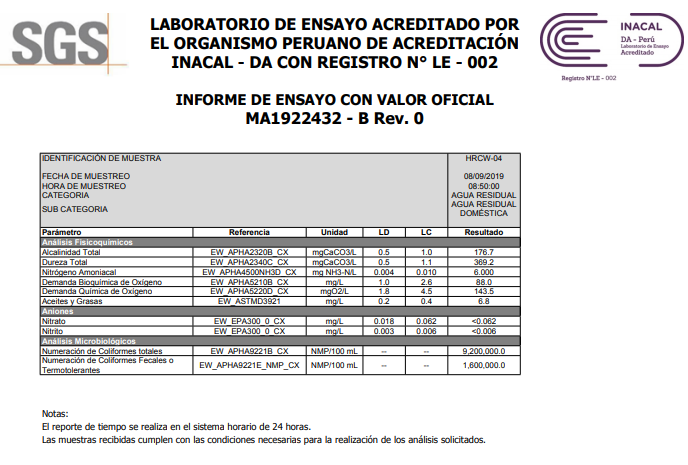 SGS
LABORATORIO DE ENSAYO ACREDITADO POR
EL ORGANISMO PERUANO DE ACREDITACIÓN
INACAL - DA CON REGISTRO N° LE - 002
INACAL
DA - Perú
Laboratorio de Ensayo
Acreditado
Registro N°LE - 002
INFORME DE ENSAYO CON VALOR OFICIAL
MA1922432 - B Rev. 0
IDENTIFICACIÓN DE MUESTRA HRCW-04
FECHA DE MUESTREO 08/09/2019
HORA DE MUESTREO 08:50:00
CATEGORIA AGUA RESIDUAL
SUB CATEGORIA AGUA RESIDUAL DOMÉSTICA
Parámetro Referencia Unidad LD LC Resultado
Análisis Fisicoquímicos
Alcalinidad Total EW_APHA2320B_CX mgCaCO3/L 0.5 1.0 176.7
Dureza Total EW_APHA2340C_CX mgCaCO3/L 0.5 1.1 369.2
Nitrógeno Amoniacal EW_APHA4500NH3D_CX mg NH3-N/L 0.004 0.010 6.000
Demanda Bioquímica de Oxígeno EW_APHA5210B_CX mg/L 1.0 2.6 88.0
Demanda Química de Oxígeno EW_APHA5220D_CX mgO2/L 1.8 4.5 143.5
Aceites y Grasas EW_ASTMD3921 mg/L 0.2 0.4 6.8
Aniones
Nitrato EW_EPA300_0_CX mg/L 0.018 0.062 <0.062
Nitrito EW_EPA300_0_CX mg/L 0.003 0.006 <0.006
Análisis Microbiológicos
Numeración de Coliformes totales EW_APHA9221B_CX NMP/100 mL -- -- 9,200,000.0
Numeración de Coliformes Fecales o
Termotolerantes EW_APHA9221E_NMP_CX NMP/100 mL -- -- 1,600,000.0
Notas:
El reporte de tiempo se realiza en el sistema horario de 24 horas.
Las muestras recibidas cumplen con las condiciones necesarias para la realización de los análisis solicitados.